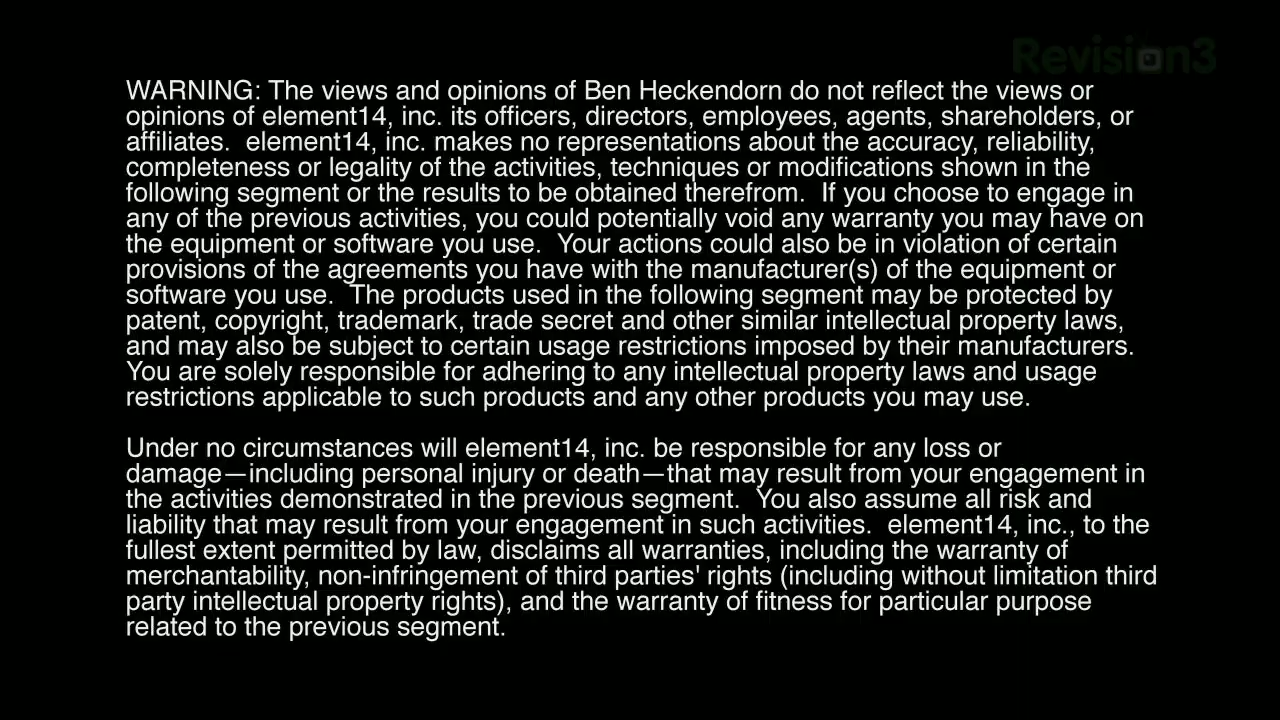 Revision3
WARNING: The views and opinions of Ben Heckendorn do not reflect the views or
opinions of element14, inc. its officers, directors, employees, agents, shareholders, or
affiliates.  element14, inc. makes no representations about the accuracy, reliability,
completeness or legality of the activities, techniques or modifications shown in the
following segment or the results to be obtained therefrom.  If you choose to engage in
any of the previous activities, you could potentially void any warranty you may have on
the equipment or software you use.  Your actions could also be in violation of certain
provisions of the agreements you have with the manufacturer(s) of the equipment or
software you use.  The products used in the following segment may be protected by
patent, copyright, trademark, trade secret and other similar intellectual property laws,
and may also be subject to certain usage restrictions imposed by their manufacturers.
You are solely responsible for adhering to any intellectual property laws and usage
restrictions applicable to such products and any other products you may use.
Under no circumstances will element14, inc. be responsible for any loss or
damage—including personal injury or death—that may result from your engagement in
the activities demonstrated in the previous segment.  You also assume all risk and
liability that may result from your engagement in such activities.  element14, inc., to the
fullest extent permitted by law, disclaims all warranties, including the warranty of
merchantability, non-infringement of third parties' rights (including without limitation third
party intellectual property rights), and the warranty of fitness for particular purpose
related to the previous segment.